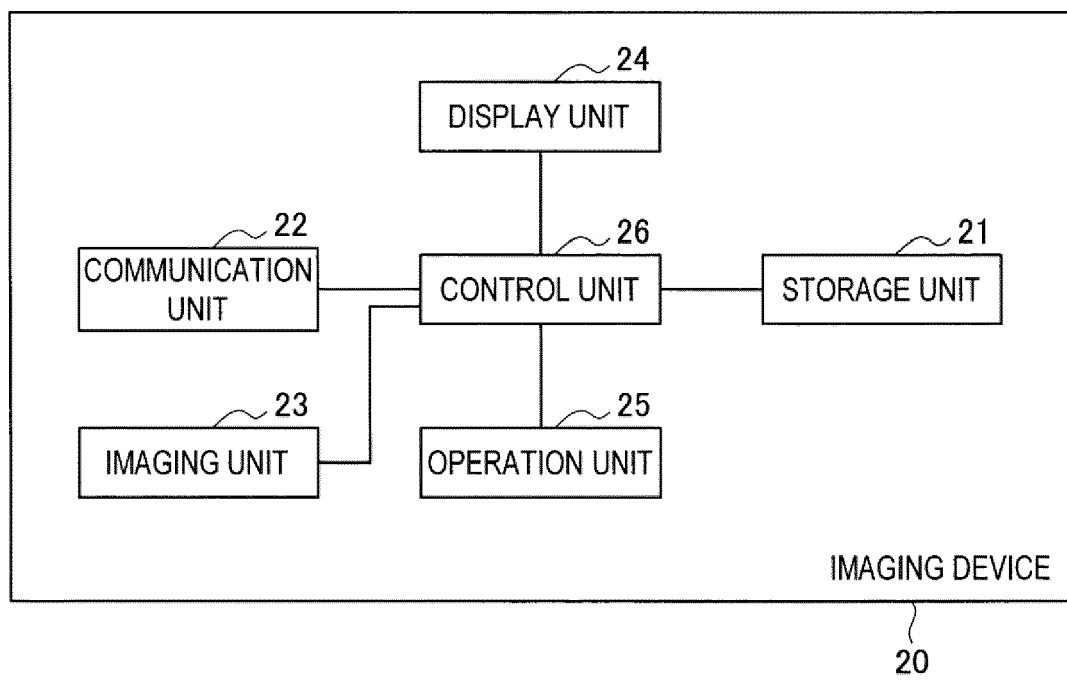 24
DISPLAY UNIT
22
COMMUNICATION
UNIT
26
CONTROL UNIT
21
STORAGE UNIT
23
IMAGING UNIT
25
OPERATION UNIT
IMAGING DEVICE
20